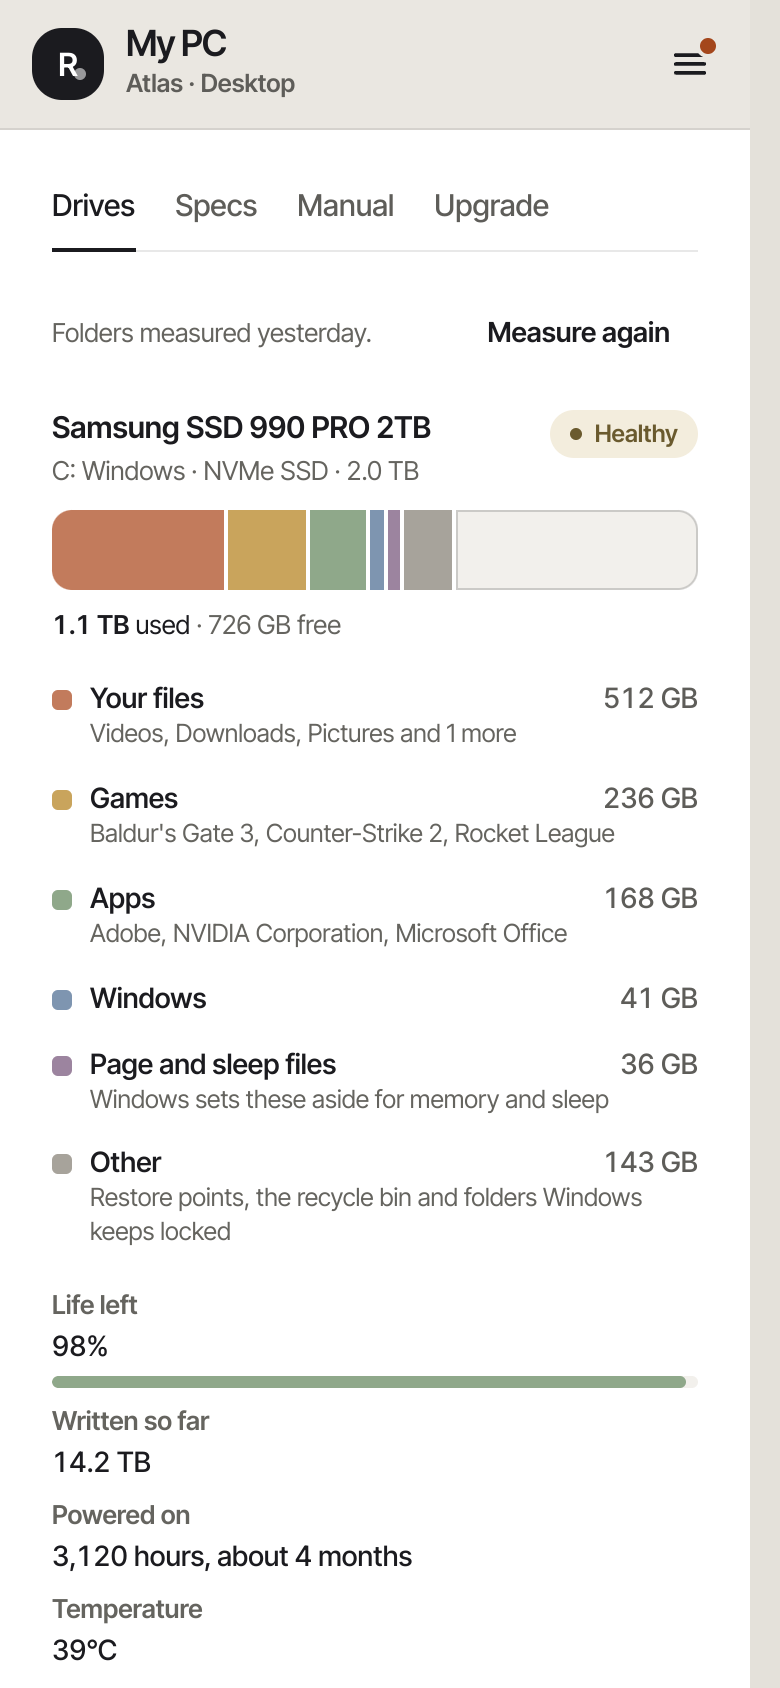 R
My PC
Atlas · Desktop
Drives Specs Manual Upgrade
Folders measured yesterday. Measure again
Samsung SSD 990 PRO 2TB Healthy
C: Windows · NVMe SSD · 2.0 TB
1.1 TB used · 726 GB free
Your files 512 GB
Videos, Downloads, Pictures and 1 more
Games 236 GB
Baldur's Gate 3, Counter-Strike 2, Rocket League
Apps 168 GB
Adobe, NVIDIA Corporation, Microsoft Office
Windows 41 GB
Page and sleep files 36 GB
Windows sets these aside for memory and sleep
Other 143 GB
Restore points, the recycle bin and folders Windows
keeps locked
Life left
98%
Written so far
14.2 TB
Powered on
3,120 hours, about 4 months
Temperature
39°C